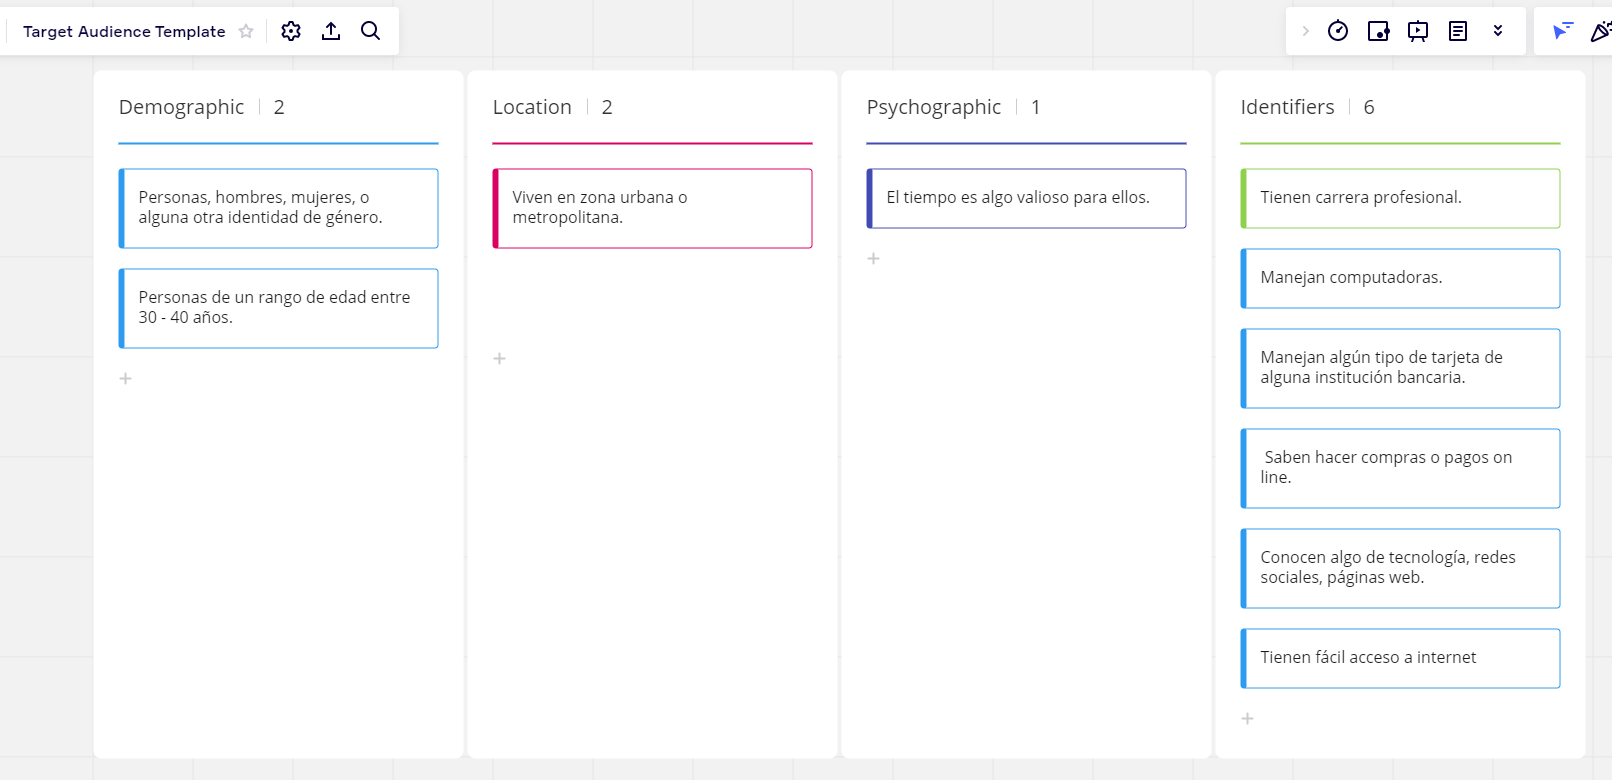 Target Audience Template
Demographic | 2
Personas, hombres, mujeres, o
alguna otra identidad de género.
Personas de un rango de edad entre
30 - 40 años.
Location | 2
Viven en zona urbana o
metropolitana.
Psychographic | 1
El tiempo es algo valioso para ellos.
Identifiers | 6
Tienen carrera profesional.
Manejan computadoras.
Manejan algún tipo de tarjeta de
alguna institución bancaria.
Saben hacer compras o pagos on
line.
Conocen algo de tecnología, redes
sociales, páginas web.
Tienen fácil acceso a internet